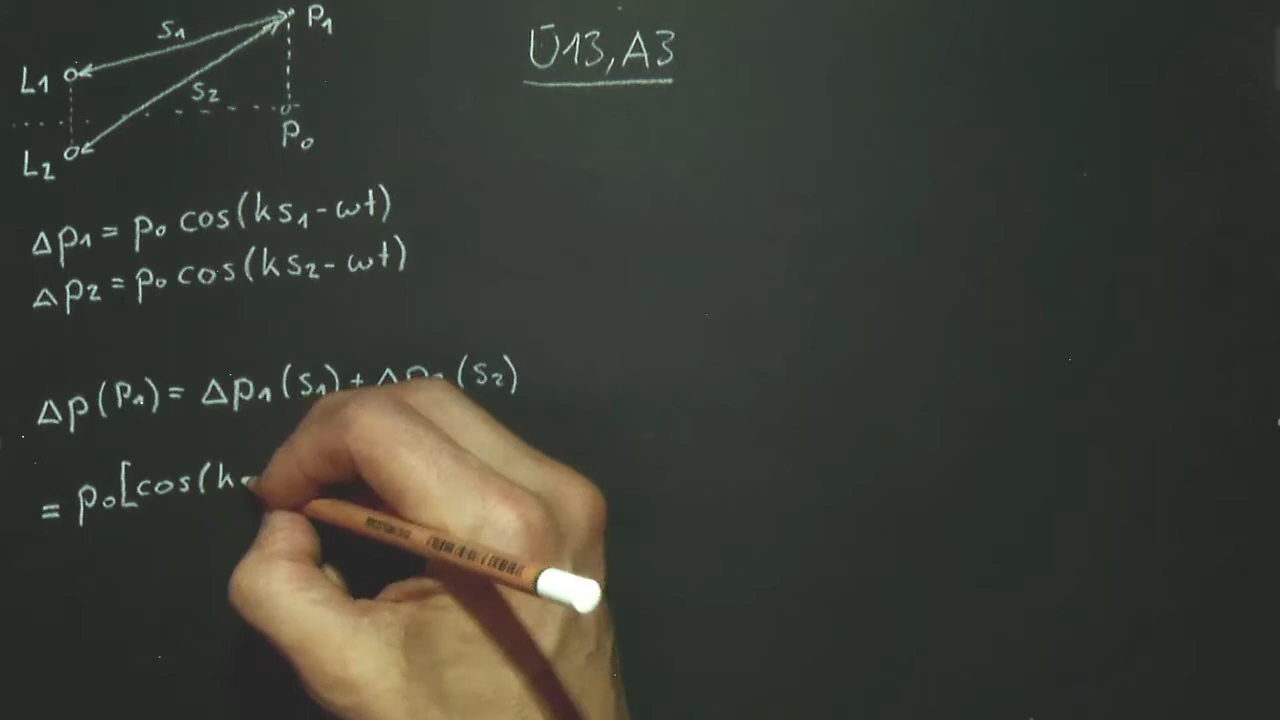 S1
P1
L1
S2
P0
L2
Ü13, A3
Δp1 = p0 cos(ks1-ωt)
Δp2 = p0 cos(ks2-ωt)
Δp(P1) = Δp1(s1) + Δp2(s2)
= p0[cos(k